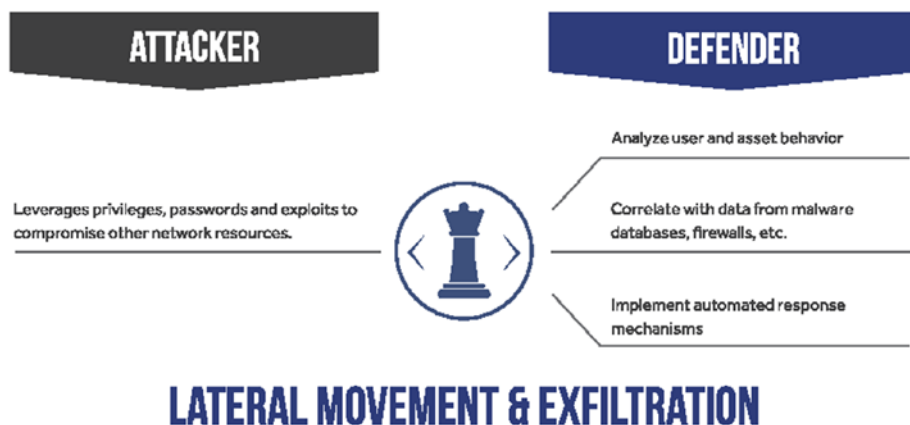 ATTACKER
DEFENDER
Leverages privileges, passwords and exploits to
compromise other network resources.
Analyze user and asset behavior
Correlate with data from malware
databases, firewalls, etc.
Implement automated response
mechanisms
LATERAL MOVEMENT & EXFILTRATION